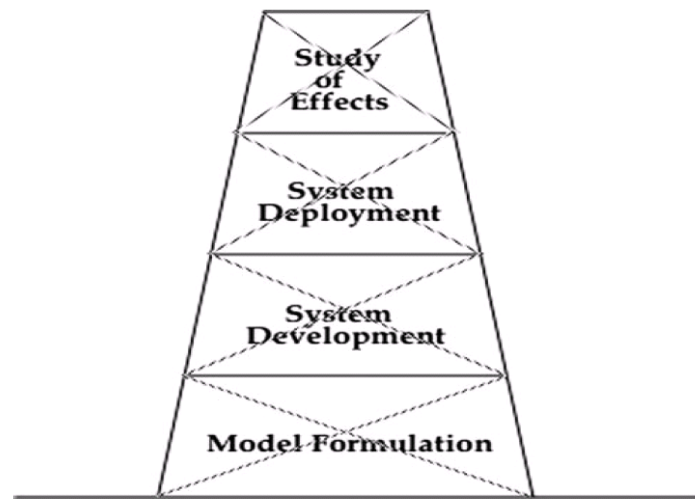 Study
of
Effects
System
Deployment
System
Development
Model Formulation